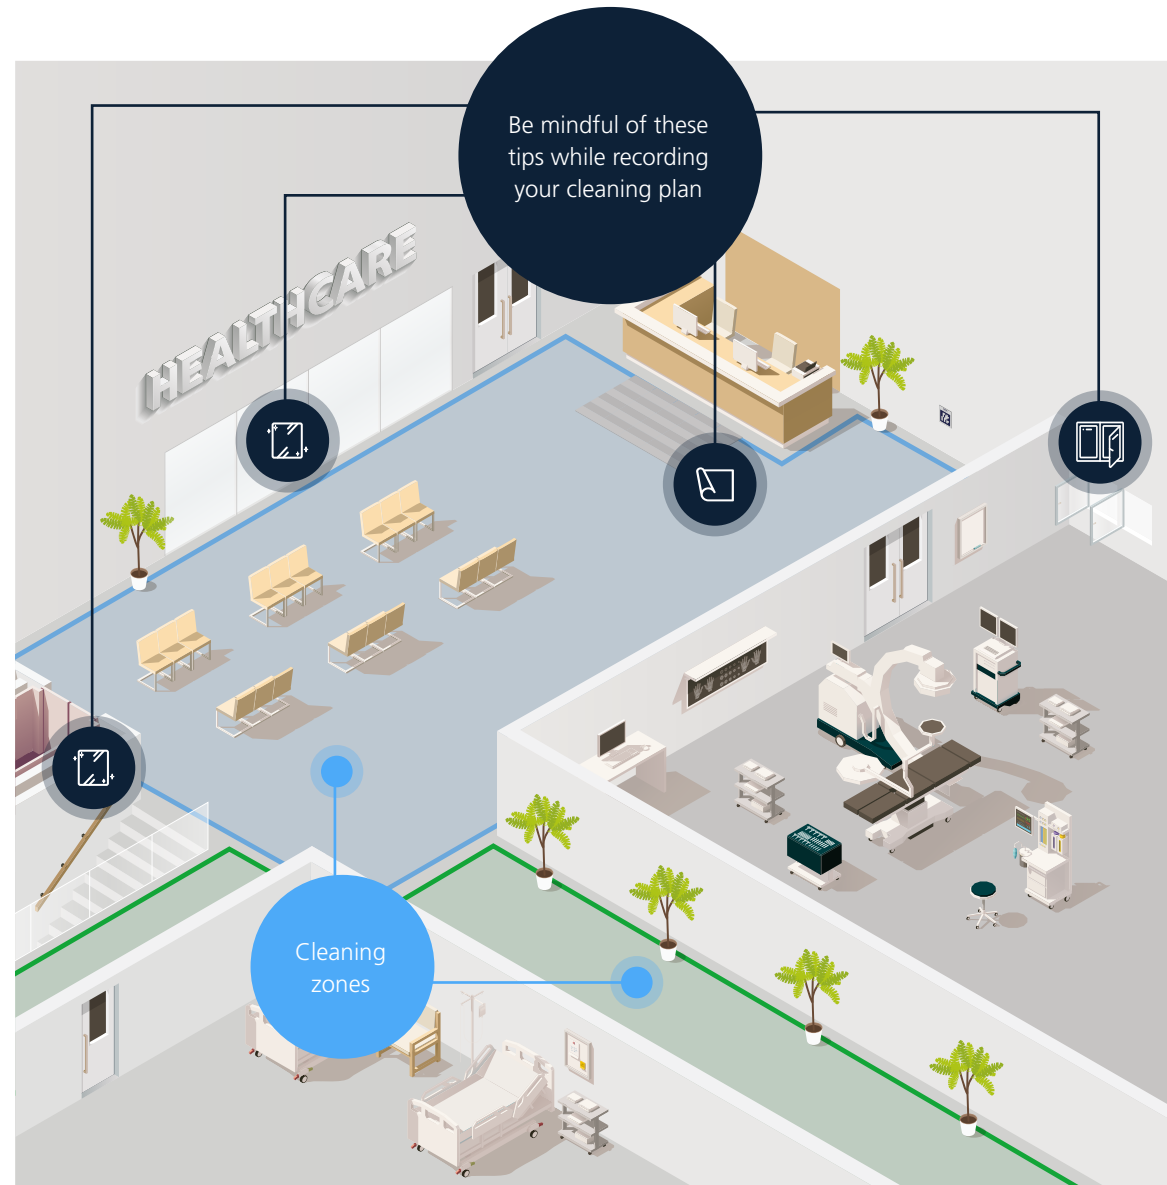 Be mindful of these
tips while recording
your cleaning plan
HEALTHCARE
Cleaning
zones